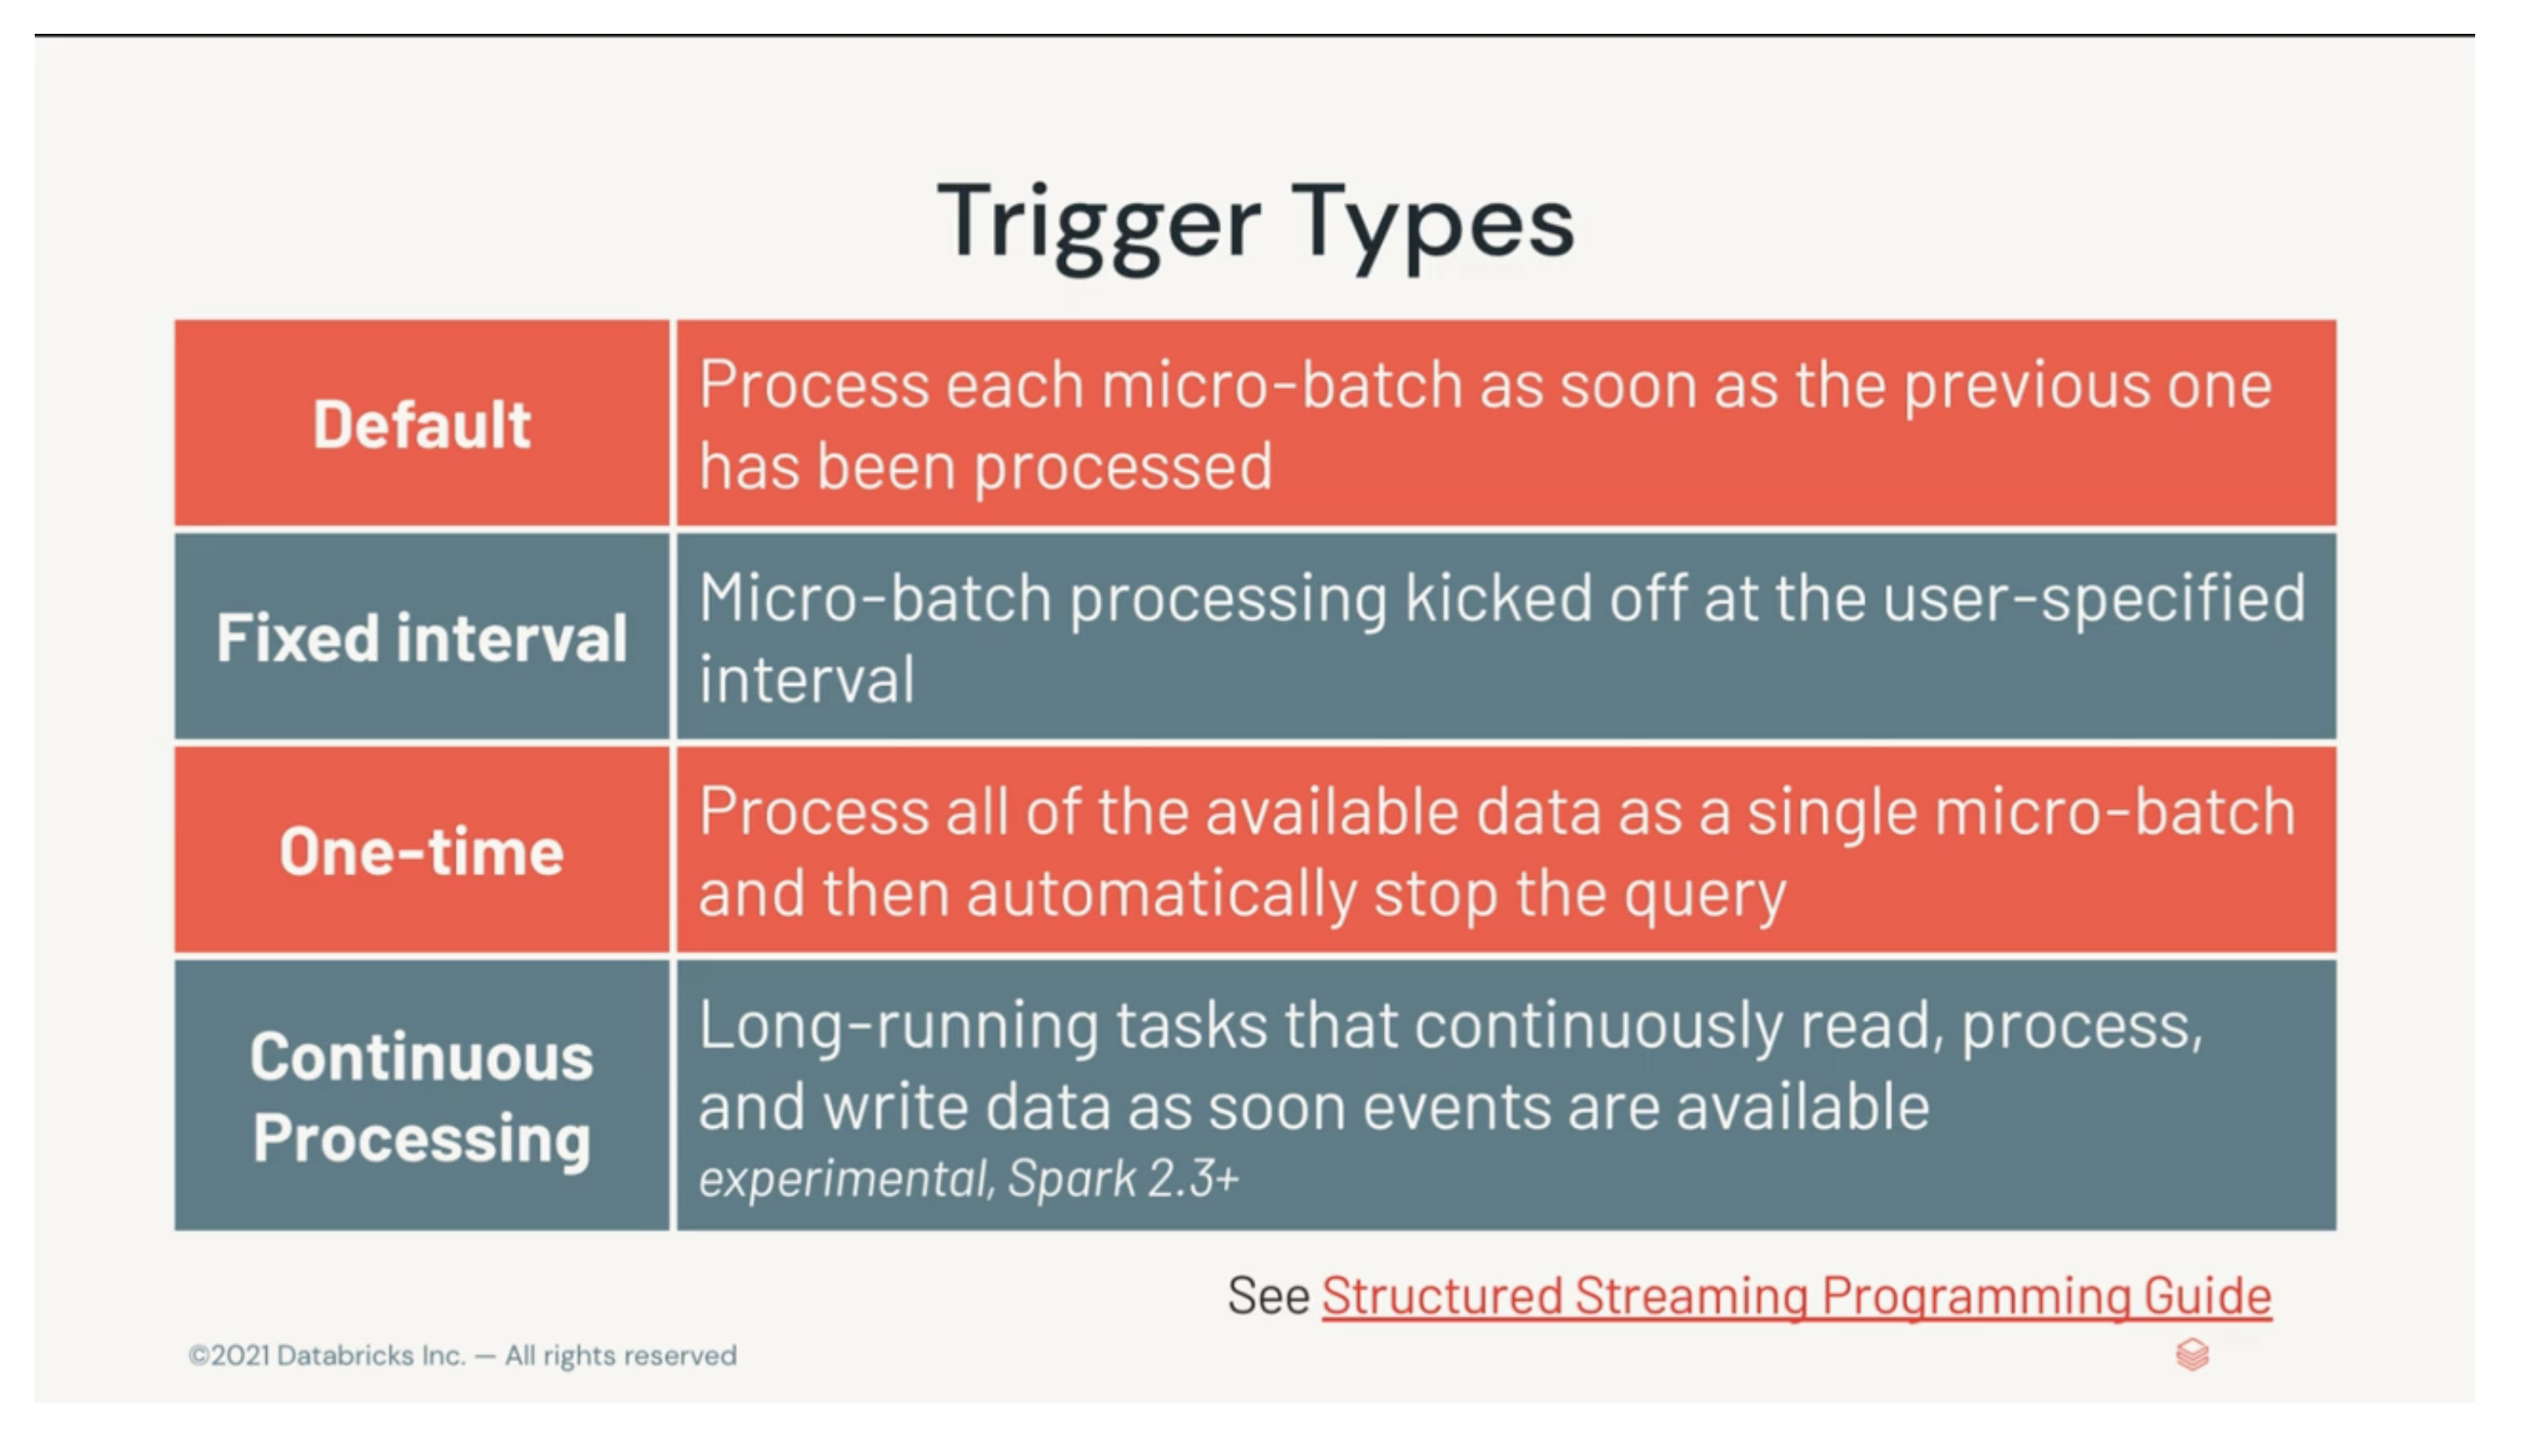 Trigger Types
Default
Process each micro-batch as soon as the previous one
has been processed
Fixed interval
Micro-batch processing kicked off at the user-specified
interval
One-time
Process all of the available data as a single micro-batch
and then automatically stop the query
Continuous
Processing
Long-running tasks that continuously read, process,
and write data as soon events are available
experimental, Spark 2.3+
See Structured Streaming Programming Guide
©2021 Databricks Inc. — All rights reserved